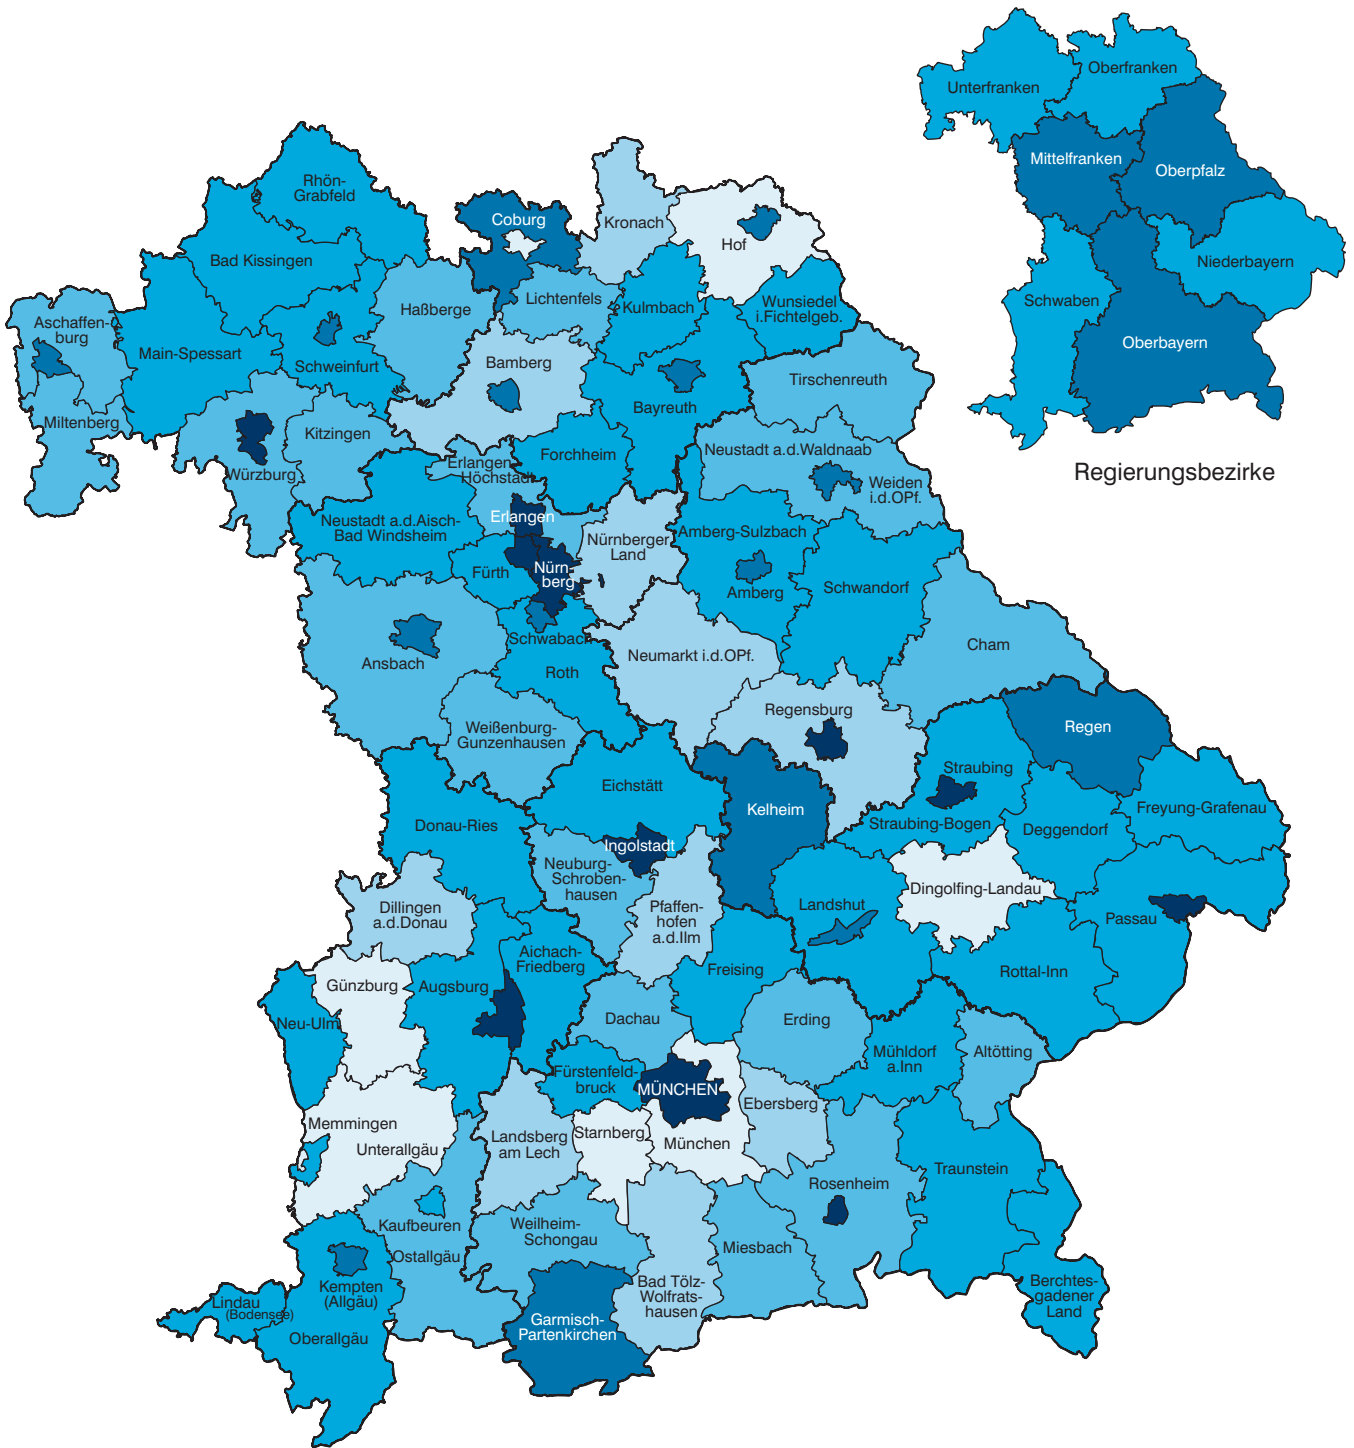 Unterfranken
Oberfranken
Mittelfranken
Oberpfalz
Niederbayern
Schwaben
Oberbayern
Regierungsbezirke
Rhön-
Grabfeld
Coburg
Kronach
Hof
Bad Kissingen
Haßberge
Lichtenfels
Kulmbach
Wunsiedel
i.Fichtelgeb.
Aschaffen-
burg
Main-Spessart
Schweinfurt
Bamberg
Bayreuth
Tirschenreuth
Miltenberg
Würzburg
Kitzingen
Erlangen-
Höchstadt
Forchheim
Neustadt a.d.Waldnaab
Weiden
i.d.OPf.
Neustadt a.d.Aisch-
Bad Windsheim
Erlangen
Fürth
Nürn-
berg
Nürnberger
Land
Amberg-Sulzbach
Amberg
Schwandorf
Cham
Ansbach
Schwabach
Roth
Neumarkt i.d.OPf.
Regensburg
Weißenburg-
Gunzenhausen
Regen
Eichstätt
Kelheim
Straubing
Straubing-Bogen
Deggendorf
Freyung-Grafenau
Donau-Ries
Ingolstadt
Neuburg-
Schroben-
hausen
Dillingen
a.d.Donau
Pfaffen-
hofen
a.d.Ilm
Landshut
Dingolfing-Landau
Passau
Rottal-Inn
Günzburg
Augsburg
Aichach-
Friedberg
Freising
Neu-Ulm
Dachau
Erding
Mühldorf
a.Inn
Altötting
Fürstenfeld-
bruck
MÜNCHEN
München
Ebersberg
Memmingen
Unterallgäu
Landsberg
am Lech
Starnberg
Rosenheim
Traunstein
Kaufbeuren
Ostallgäu
Weilheim-
Schongau
Miesbach
Bad Tölz-
Wolfrats-
hausen
Garmisch-
Partenkirchen
Berchtes-
gadener
Land
Kempten
(Allgäu)
Lindau
(Bodensee)
Oberallgäu